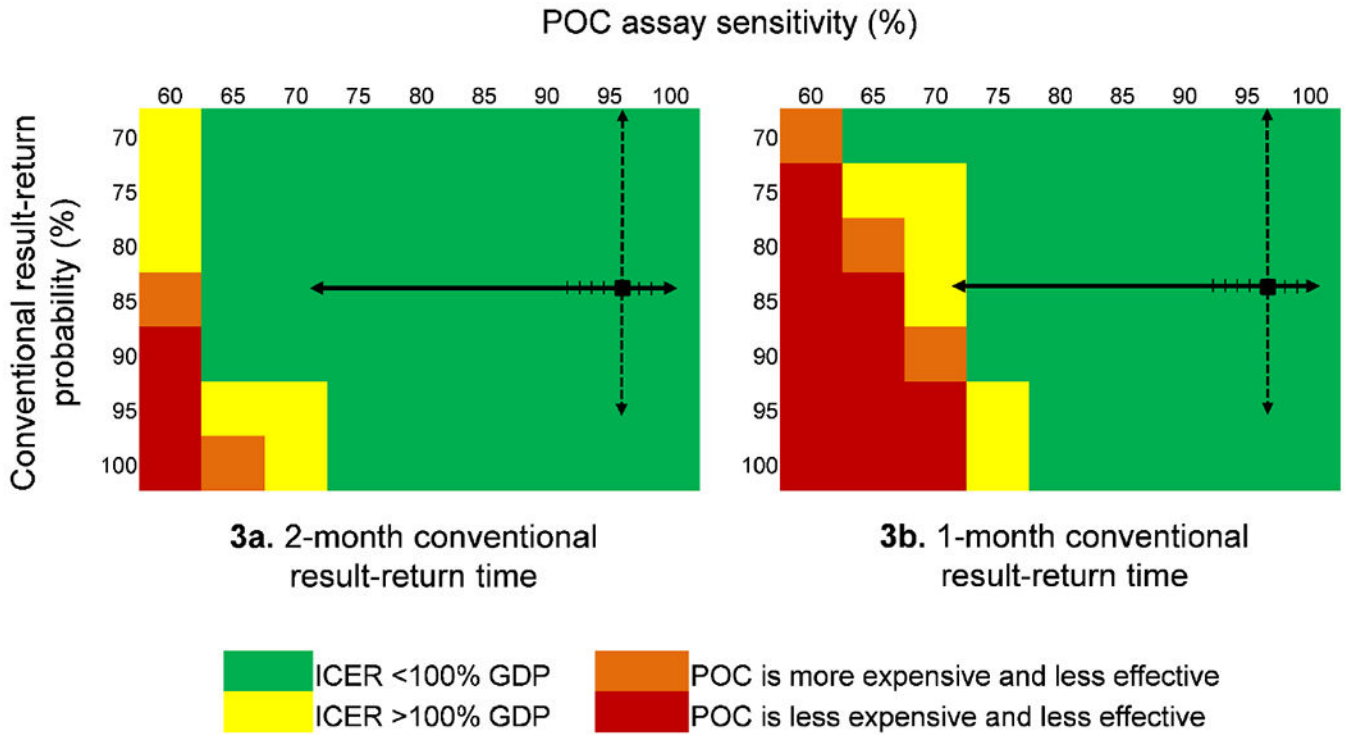 POC assay sensitivity (%)
60 65 70 75 80 85 90 95 100
60 65 70 75 80 85 90 95 100
Conventional result-return
probability (%)
70
75
80
85
90
95
100
70
75
80
85
90
95
100
3a. 2-month conventional
result-return time
3b. 1-month conventional
result-return time
ICER <100% GDP
ICER >100% GDP
POC is more expensive and less effective
POC is less expensive and less effective